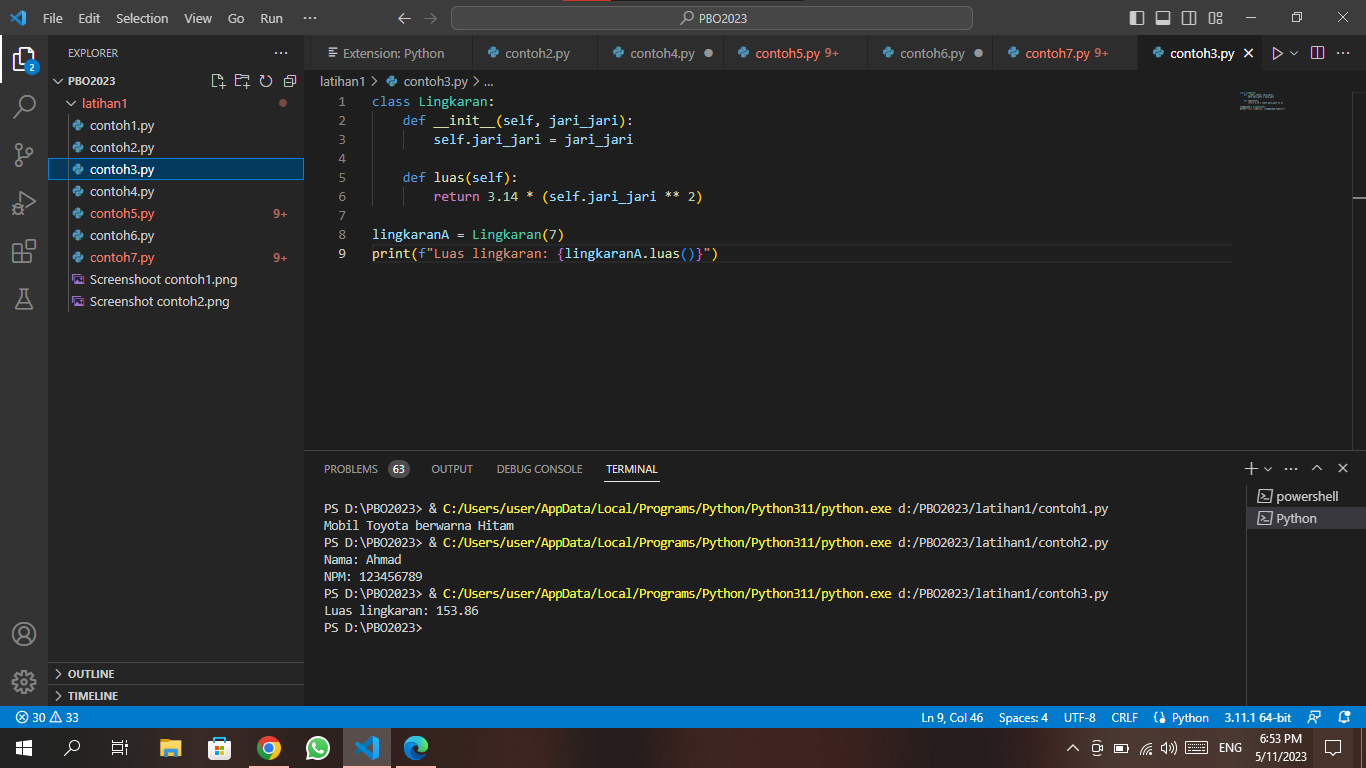 File Edit Selection View Go Run ··· PBO2023
EXPLORER ···
2
PBO2023
latihan1
contoh1.py
contoh2.py
contoh3.py
contoh4.py
contoh5.py 9+
contoh6.py
contoh7.py 9+
Screenshoot contoh1.png
Screenshot contoh2.png
OUTLINE
TIMELINE
Extension: Python contoh2.py contoh4.py contoh5.py 9+ contoh6.py contoh7.py 9+ contoh3.py
latihan1 > contoh3.py > ...
1 class Lingkaran:
2 def __init__(self, jari_jari):
3 self.jari_jari = jari_jari
4
5 def luas(self):
6 return 3.14 * (self.jari_jari ** 2)
7
8 lingkaranA = Lingkaran(7)
9 print(f"Luas lingkaran: {lingkaranA.luas()}")
PROBLEMS 63 OUTPUT DEBUG CONSOLE TERMINAL
PS D:\PBO2023> & C:/Users/user/AppData/Local/Programs/Python/Python311/python.exe d:/PBO2023/latihan1/contoh1.py
Mobil Toyota berwarna Hitam
PS D:\PBO2023> & C:/Users/user/AppData/Local/Programs/Python/Python311/python.exe d:/PBO2023/latihan1/contoh2.py
Nama: Ahmad
NPM: 123456789
PS D:\PBO2023> & C:/Users/user/AppData/Local/Programs/Python/Python311/python.exe d:/PBO2023/latihan1/contoh3.py
Luas lingkaran: 153.86
PS D:\PBO2023>
powershell
Python
30 33 Ln 9, Col 46 Spaces: 4 UTF-8 CRLF Python 3.11.1 64-bit
ENG
6:53 PM
5/11/2023